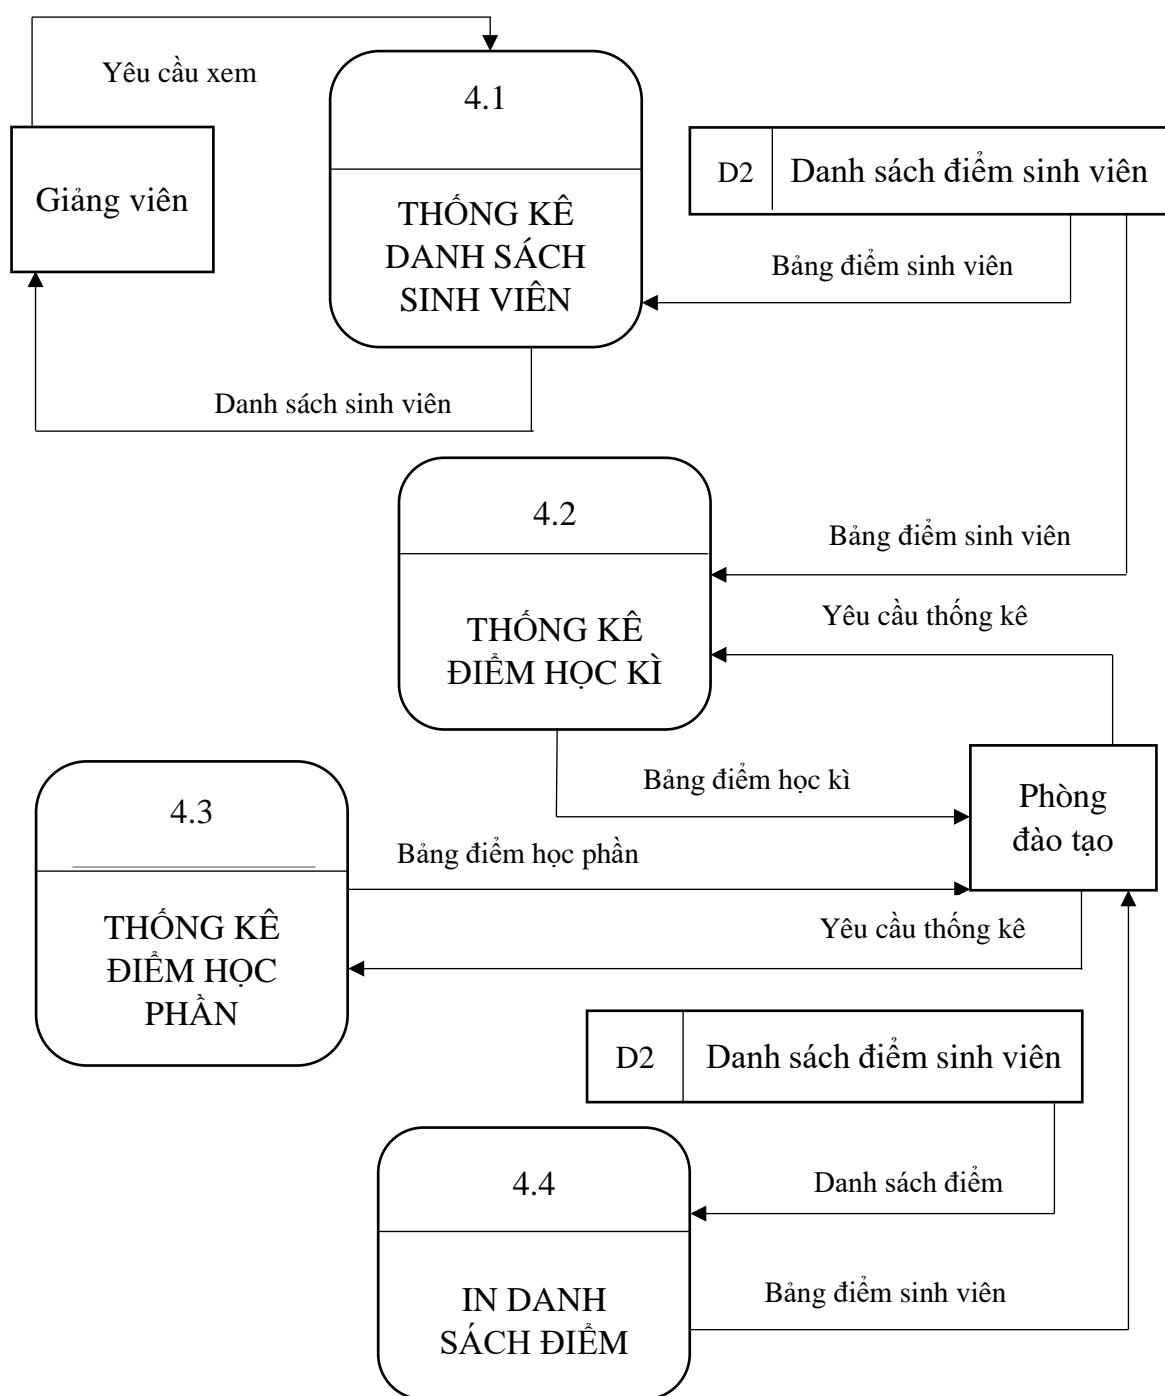 Yêu cầu xem
4.1
Giảng viên
D2 Danh sách điểm sinh viên
THỐNG KÊ
DANH SÁCH
SINH VIÊN
Bảng điểm sinh viên
Danh sách sinh viên
4.2
Bảng điểm sinh viên
Yêu cầu thống kê
THỐNG KÊ
ĐIỂM HỌC KÌ
Bảng điểm học kì
Phòng
đào tạo
4.3
Bảng điểm học phần
THỐNG KÊ
ĐIỂM HỌC
PHẦN
Yêu cầu thống kê
D2 Danh sách điểm sinh viên
4.4
Danh sách điểm
IN DANH
SÁCH ĐIỂM
Bảng điểm sinh viên